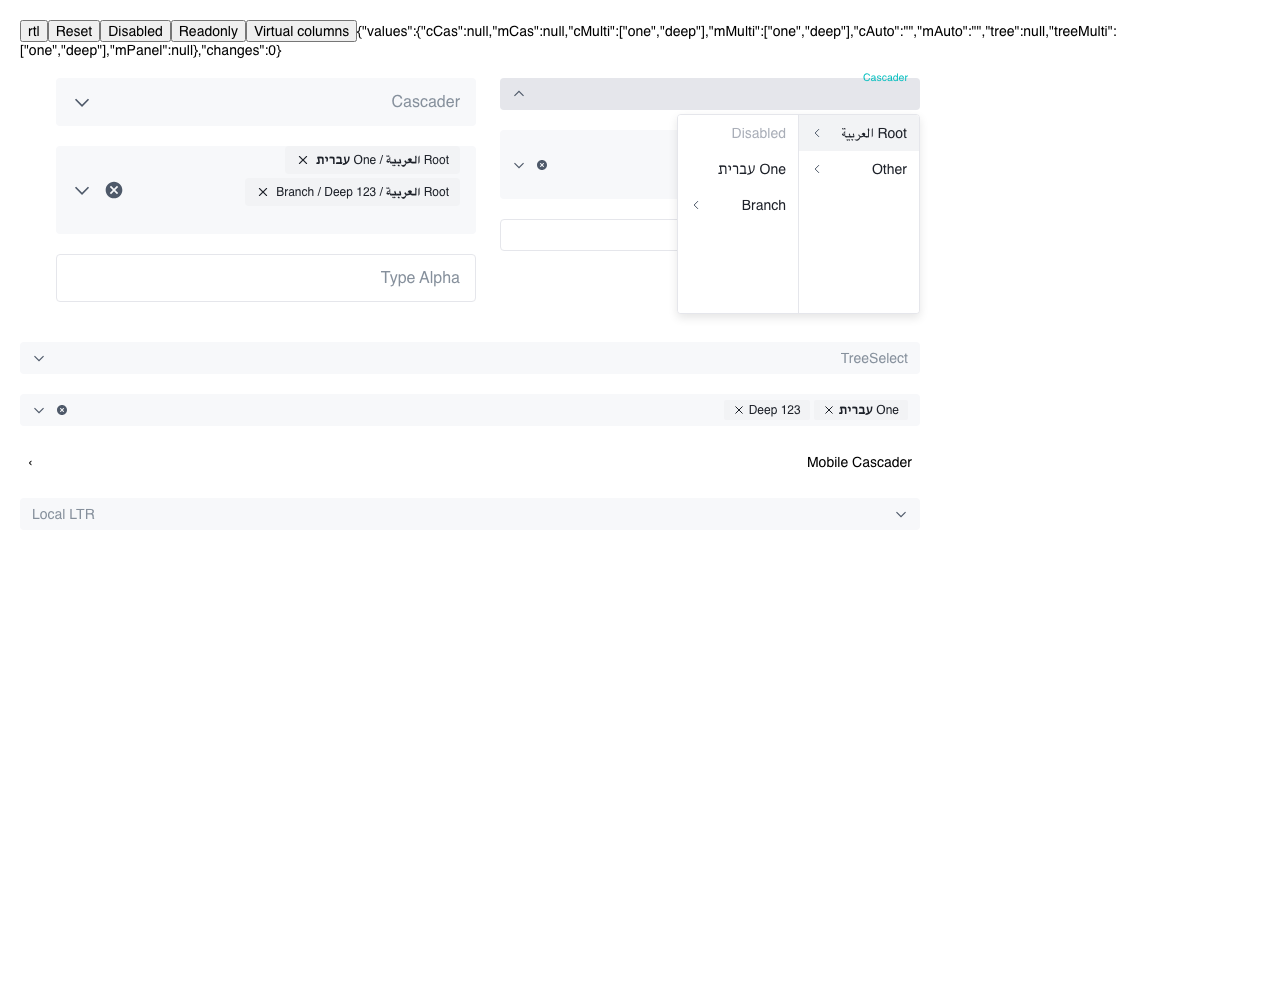 rtl Reset Disabled Readonly Virtual columns {"values":{"cCas":null,"mCas":null,"cMulti":["one","deep"],"mMulti":["one","deep"],"cAuto":"","mAuto":"","tree":null,"treeMulti":
["one","deep"],"mPanel":null},"changes":0}
Cascader
Cascader
Root العربية / One עברית
Root العربية / Branch / Deep 123
Type Alpha
Root العربية
Other
Disabled
One עברית
Branch
TreeSelect
One עברית
Deep 123
Mobile Cascader
Local LTR